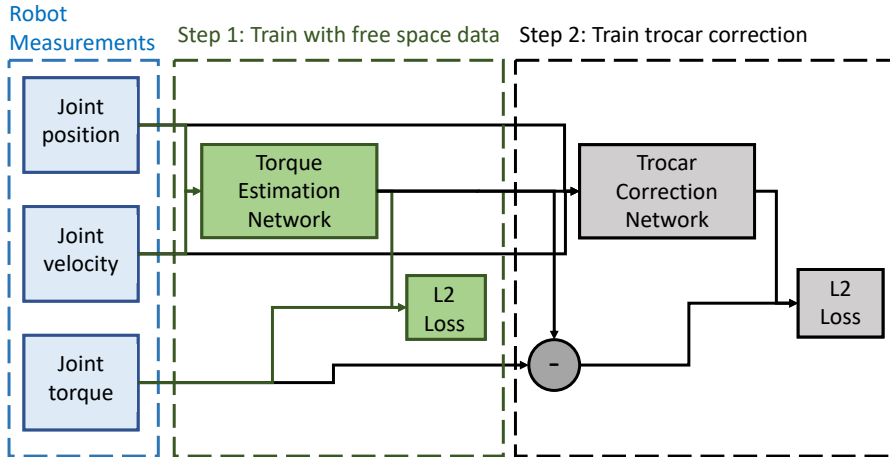 Robot
Measurements
Step 1: Train with free space data
Step 2: Train trocar correction
Joint
position
Torque
Estimation
Network
Trocar
Correction
Network
Joint
velocity
L2
Loss
L2
Loss
Joint
torque
-